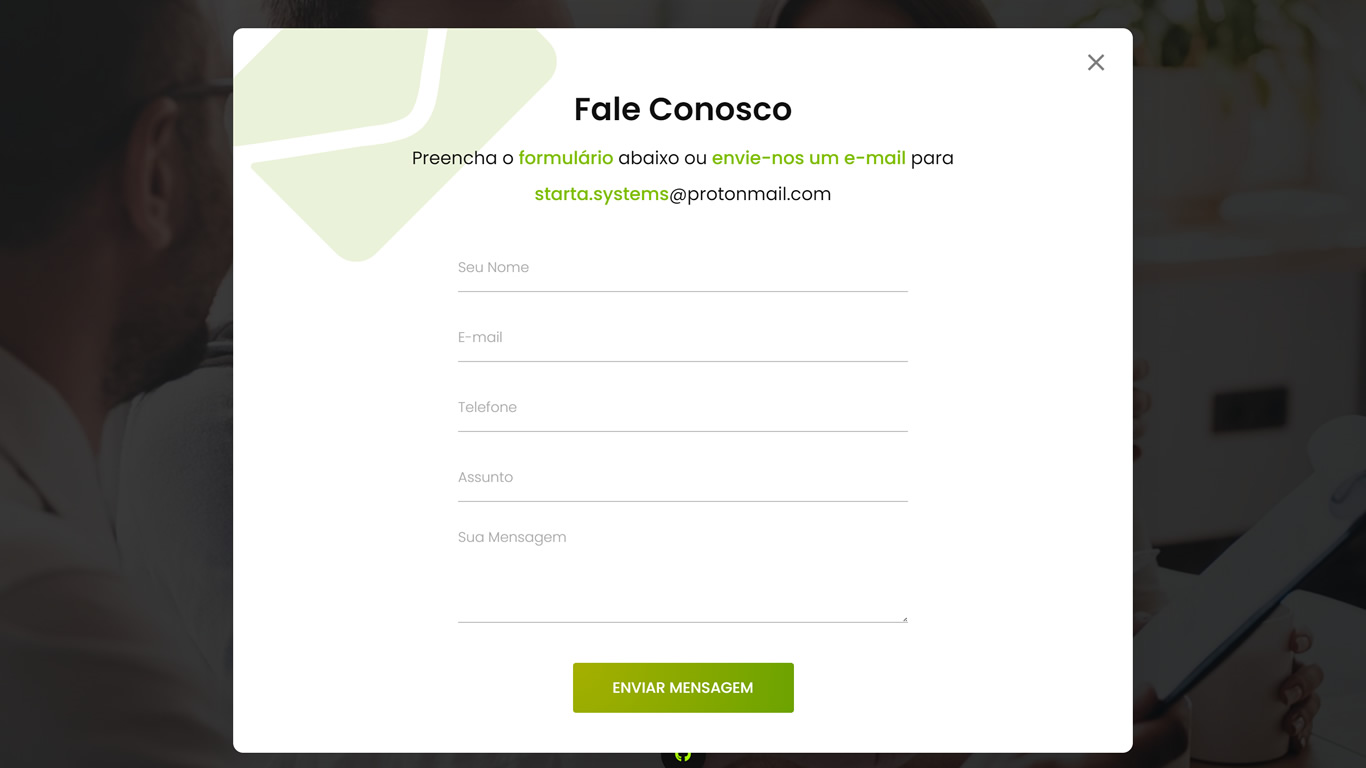 Fale Conosco
Preencha o formulário abaixo ou envie-nos um e-mail para
starta.systems@protonmail.com
Seu Nome
E-mail
Telefone
Assunto
Sua Mensagem
ENVIAR MENSAGEM